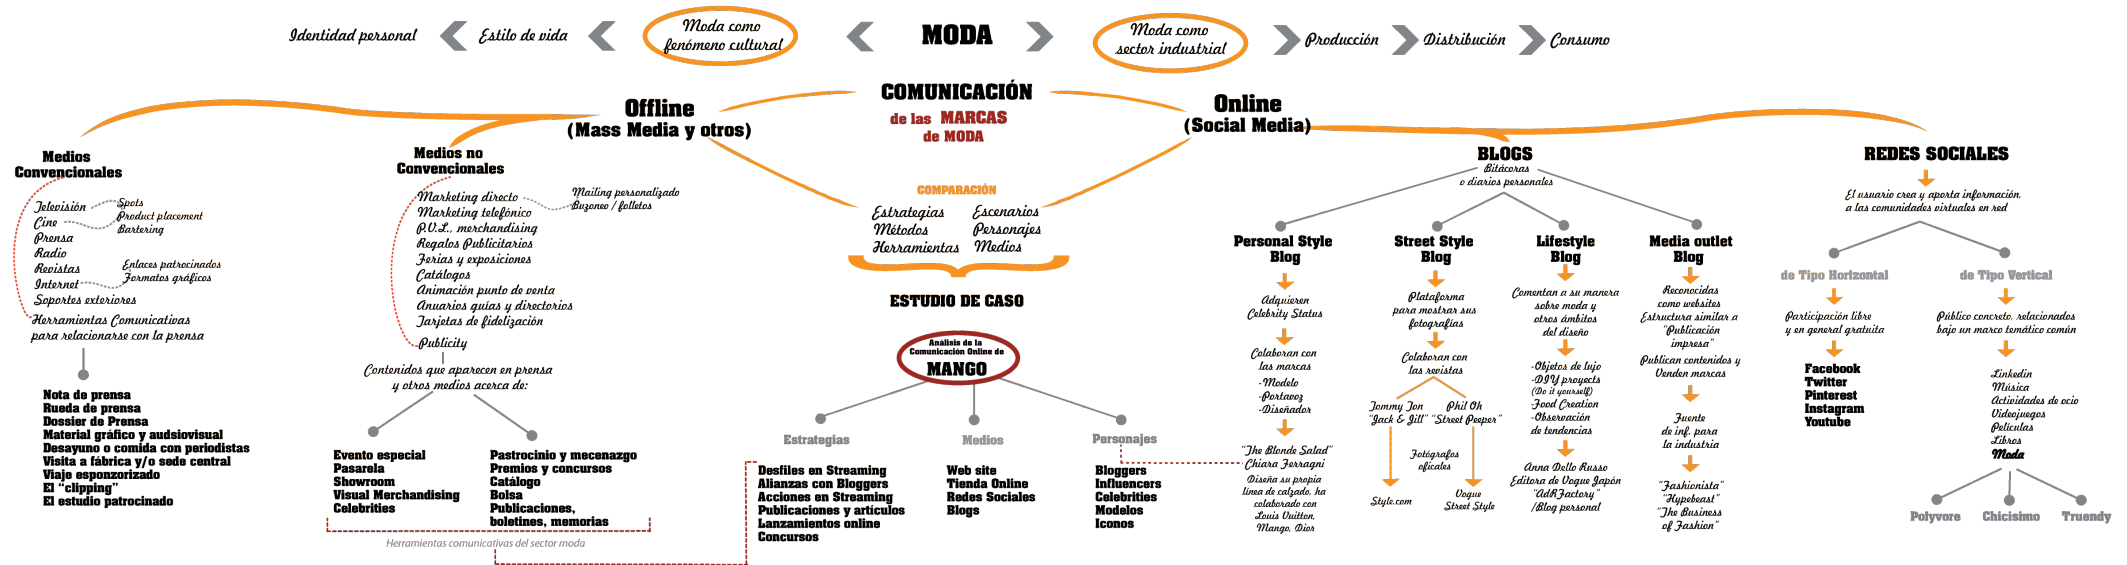 Identidad personal
Estilo de vida
Moda como
fenómeno cultural
MODA
Moda como
sector industrial
Producción
Distribución
Consumo
COMUNICACIÓN
de las MARCAS
de MODA
Offline
(Mass Media y otros)
Online
(Social Media)
Medios
Convencionales
Televisión
Cine
Prensa
Radio
Revistas
Internet
Soportes exteriores
Spots
Product placement
Bartering
Enlaces patrocinados
Formatos gráficos
Herramientas Comunicativas
para relacionarse con la prensa
Nota de prensa
Rueda de prensa
Dossier de Prensa
Material gráfico y audsiovisual
Desayuno o comida con periodistas
Visita a fábrica y/o sede central
Viaje esponzorizado
El “clipping”
El estudio patrocinado
Medios no
Convencionales
Marketing directo
Marketing telefónico
P.V.L., merchandising
Regalos Publicitarios
Ferias y exposiciones
Catálogos
Animación punto de venta
Anuarios guías y directorios
Tarjetas de fidelización
Publicity
Mailing personalizado
Buzoneo / folletos
Contenidos que aparecen en prensa
y otros medios acerca de:
Evento especial
Pasarela
Showroom
Visual Merchandising
Celebrities
Pastrocinio y mecenazgo
Premios y concursos
Catálogo
Bolsa
Publicaciones,
boletines, memorias
Herramientas comunicativas del sector moda
COMPARACIÓN
Estrategias
Métodos
Herramientas
Escenarios
Personajes
Medios
ESTUDIO DE CASO
Análisis de la
Comunicación Online de
MANGO
Estrategias
Desfiles en Streaming
Alianzas con Bloggers
Acciones en Streaming
Publicaciones y artículos
Lanzamientos online
Concursos
Medios
Web site
Tienda Online
Redes Sociales
Blogs
Personajes
Bloggers
Influencers
Celebrities
Modelos
Iconos
BLOGS
Bitácoras
o diarios personales
Personal Style
Blog
Adquieren
Celebrity Status
Colaboran con
las marcas
-Modelo
-Portavoz
-Diseñador
“The Blonde Salad”
Chiara Ferragni
Diseña su propia
línea de calzado, ha
colaborado con
Louis Vuitton,
Mango, Dior
Street Style
Blog
Plataforma
para mostrar sus
fotografías
Colaboran con
las revistas
Tommy Ton
“Jack & Jill”
Phil Oh
“Street Peeper”
Fotógrafos
oficales
Style.com
Vogue
Street Style
Lifestyle
Blog
Comentan a su manera
sobre moda y
otros ámbitos
del diseño
-Objetos de lujo
-DIY proyects
(Do it yourself)
-Food Creation
-Observación
de tendencias
Anna Dello Russo
Editora de Vogue Japón
“AdRFactory”
/Blog personal
Media outlet
Blog
Reconocidas
como websites
Estructura similar a
“Publicación
impresa”
Publican contenidos y
Venden marcas
Fuente
de inf. para
la industria
“Fashionista”
“Hypebeast”
“The Business
of Fashion”
REDES SOCIALES
El usuario crea y aporta información,
a las comunidades virtuales en red
de Tipo Horizontal
Participación libre
y en general gratuita
Facebook
Twitter
Pinterest
Instagram
Youtube
de Tipo Vertical
Público concreto, relacionados
bajo un marco temático común
Linkedin
Música
Actividades de ocio
Videojuegos
Películas
Libros
Moda
Polyvore
Chicisimo
Truendy